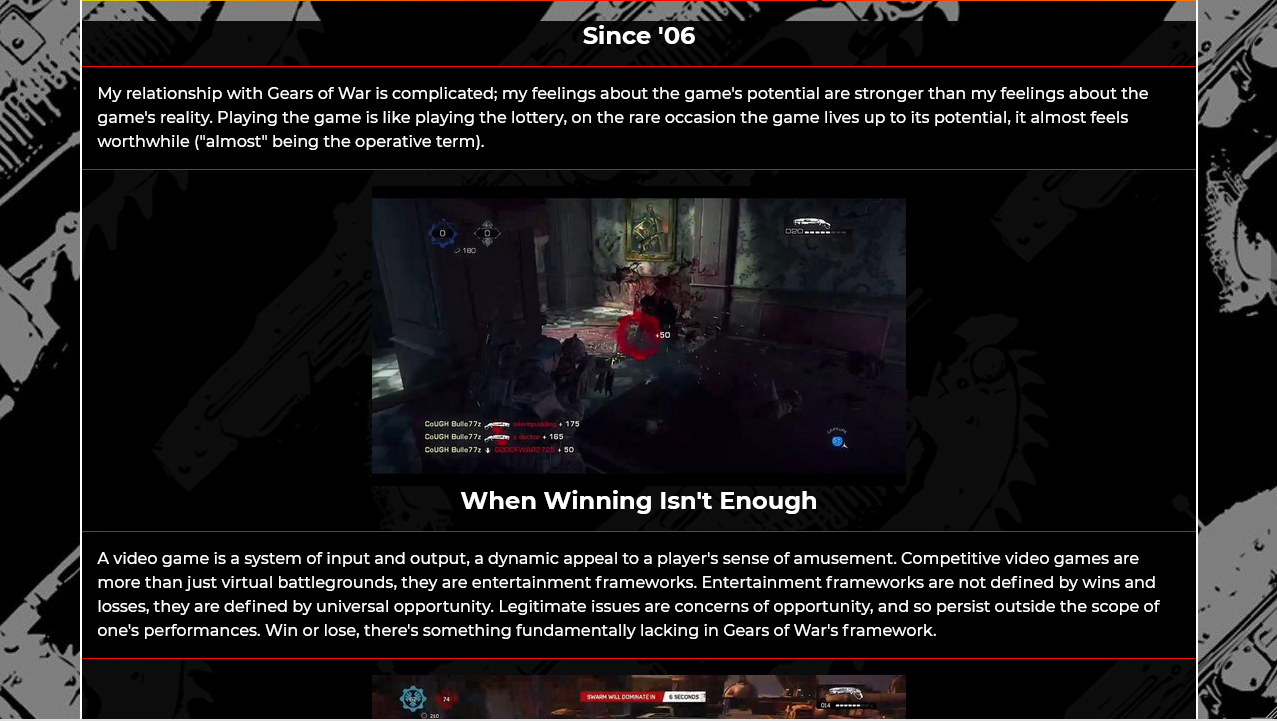 Since '06
My relationship with Gears of War is complicated; my feelings about the game's potential are stronger than my feelings about the
game's reality. Playing the game is like playing the lottery, on the rare occasion the game lives up to its potential, it almost feels
worthwhile ("almost" being the operative term).
0 0
180
020
+50
CoUGH Bulle77z silentpudding + 175
CoUGH Bulle77z s doctor + 165
CoUGH Bulle77z GODOFWAR2725 + 50
When Winning Isn't Enough
A video game is a system of input and output, a dynamic appeal to a player's sense of amusement. Competitive video games are
more than just virtual battlegrounds, they are entertainment frameworks. Entertainment frameworks are not defined by wins and
losses, they are defined by universal opportunity. Legitimate issues are concerns of opportunity, and so persist outside the scope of
one's performances. Win or lose, there's something fundamentally lacking in Gears of War's framework.
74
SWARM WILL DOMINATE IN 6 SECONDS
210
014